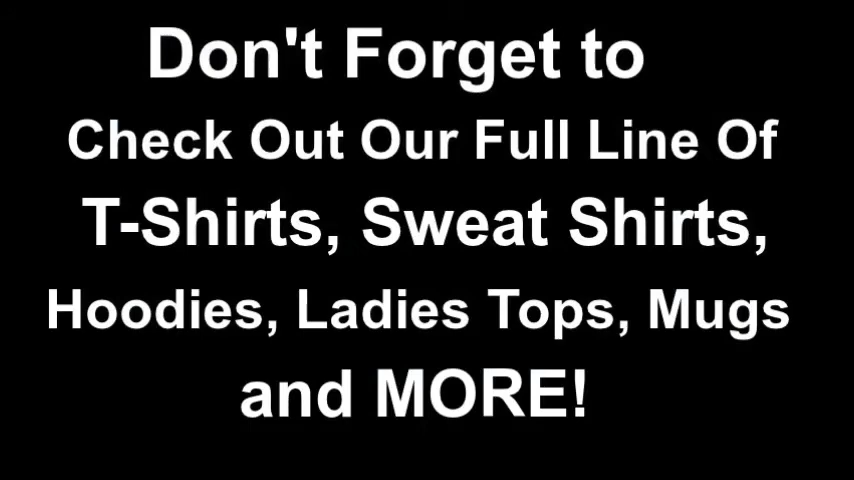 Don't Forget to
Check Out Our Full Line Of
T-Shirts, Sweat Shirts,
Hoodies, Ladies Tops, Mugs
and MORE!